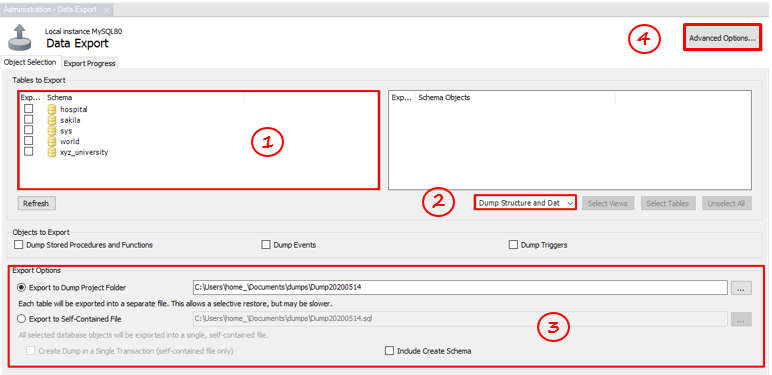 Administration - Data Export
Local instance MySQL80
Data Export
4
Advanced Options...
Object Selection Export Progress
Tables to Export
Exp... Schema
Exp... Schema Objects
hospital
sakila
sys
world
xyz_university
1
Refresh
2
Dump Structure and Dat
Select Views
Select Tables
Unselect All
Objects to Export
Dump Stored Procedures and Functions
Dump Events
Dump Triggers
Export Options
Export to Dump Project Folder
C:\Users\home_\Documents\dumps\Dump20200514
...
Each table will be exported into a separate file. This allows a selective restore, but may be slower.
Export to Self-Contained File
C:\Users\home_\Documents\dumps\Dump20200514.sql
...
3
All selected database objects will be exported into a single, self-contained file.
Create Dump in a Single Transaction (self-contained file only)
Include Create Schema